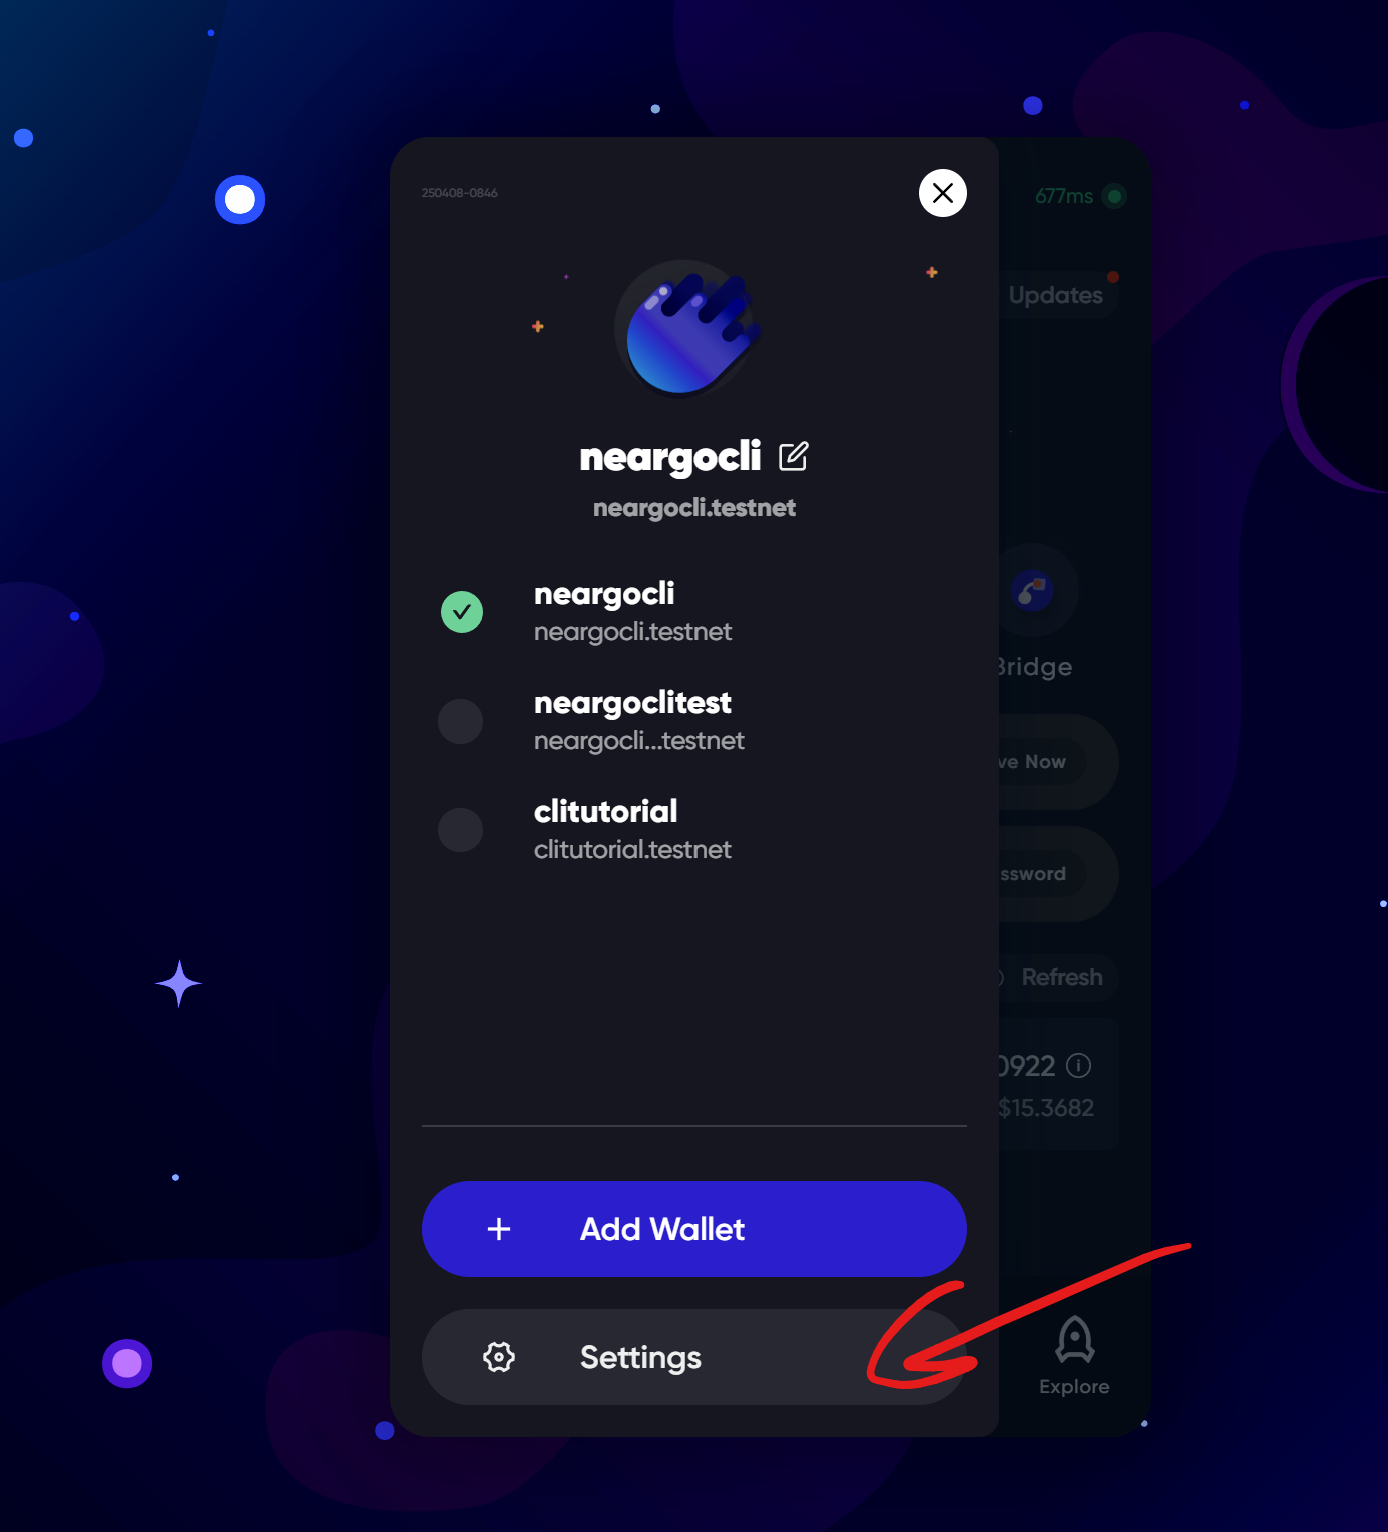 250408-0846
677ms
Updates
neargocli
neargocli.testnet
neargocli
neargocli.testnet
Bridge
neargoclitest
neargocli...testnet
ve Now
clitutorial
clitutorial.testnet
ssword
Refresh
0922
$15.3682
Add Wallet
Settings
Explore